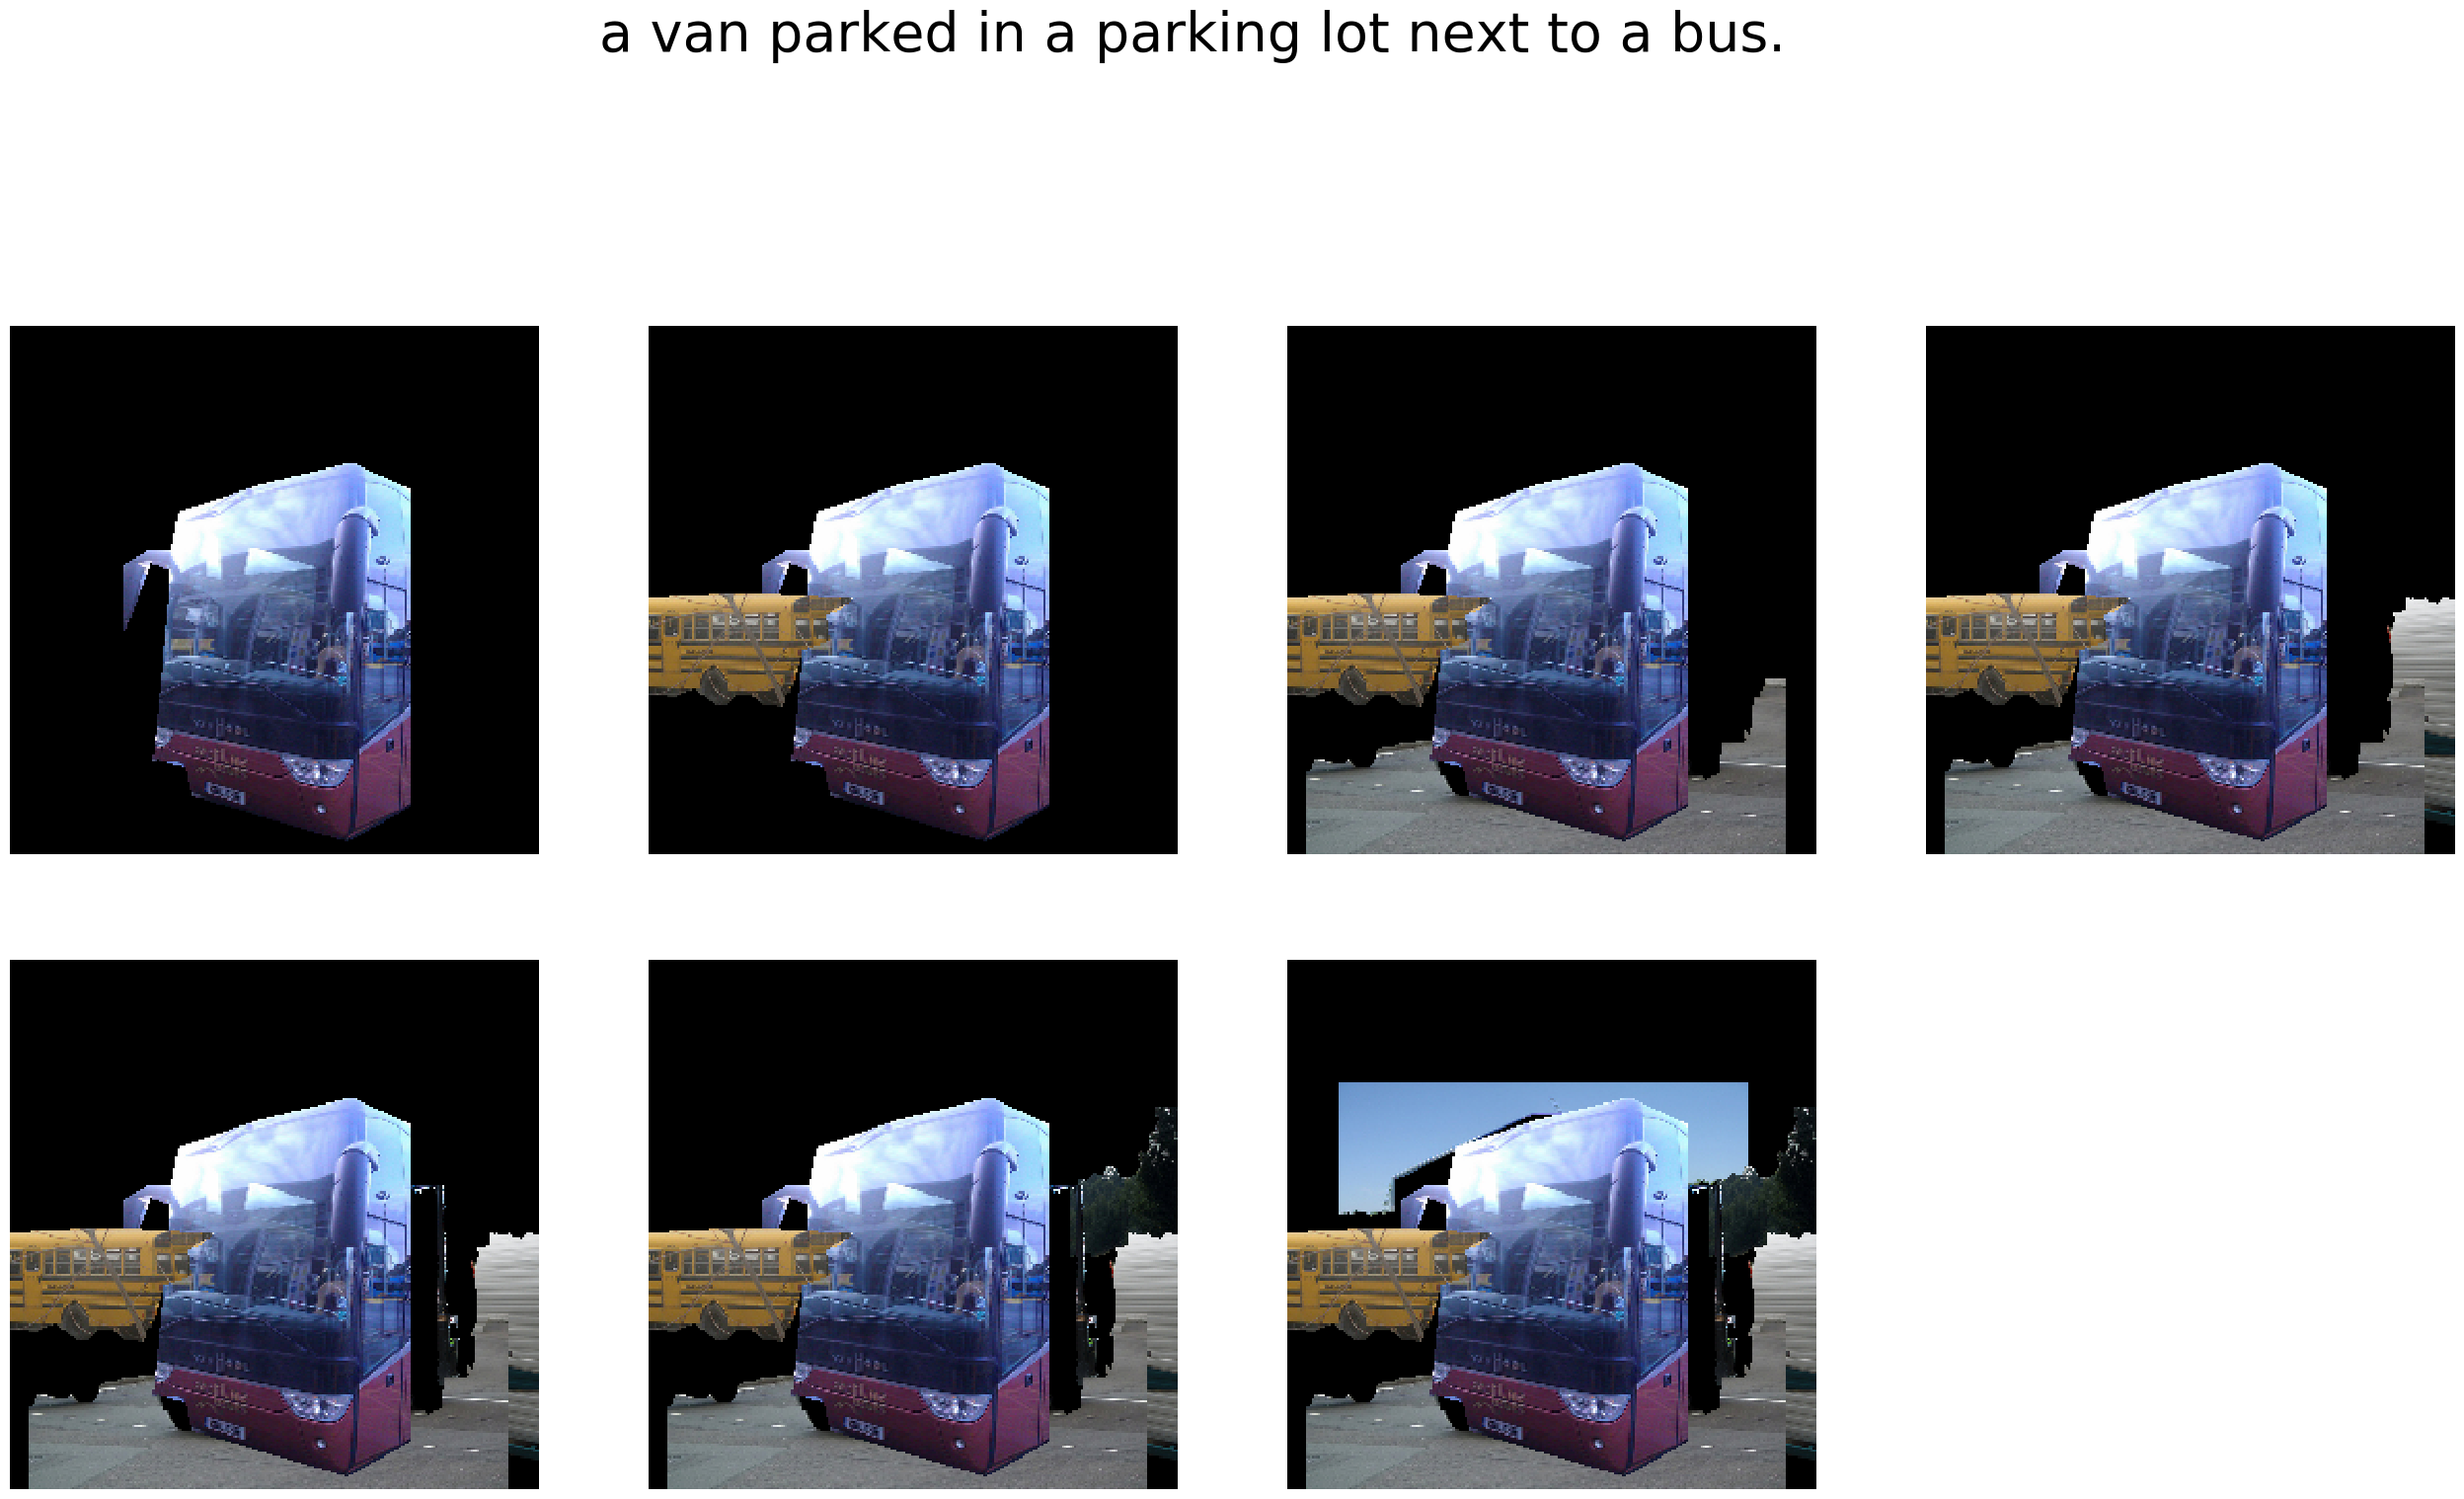 a van parked in a parking lot next to a bus.